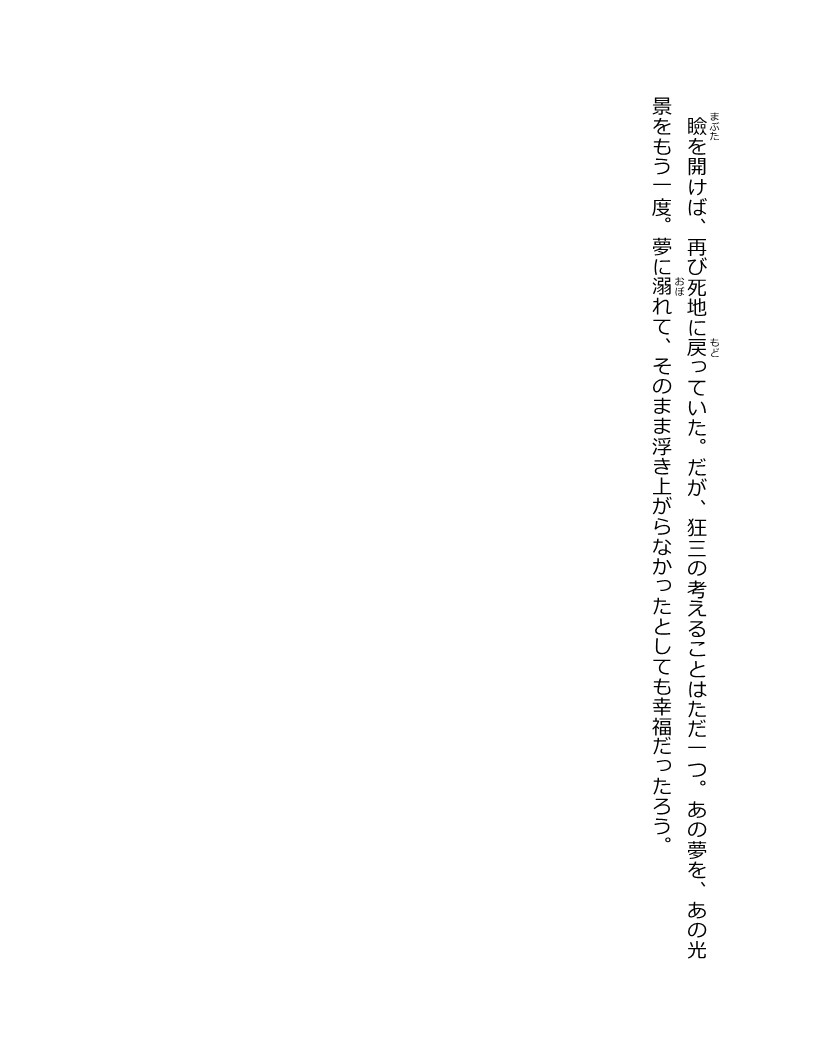 瞼を開けば、再び死地に戻っていた。だが、狂三の考えることはただ一つ。あの夢を、あの光
景をもう一度。夢に溺れて、そのまま浮き上がらなかったとしても幸福だったろう。
まぶた
もど
おぼ